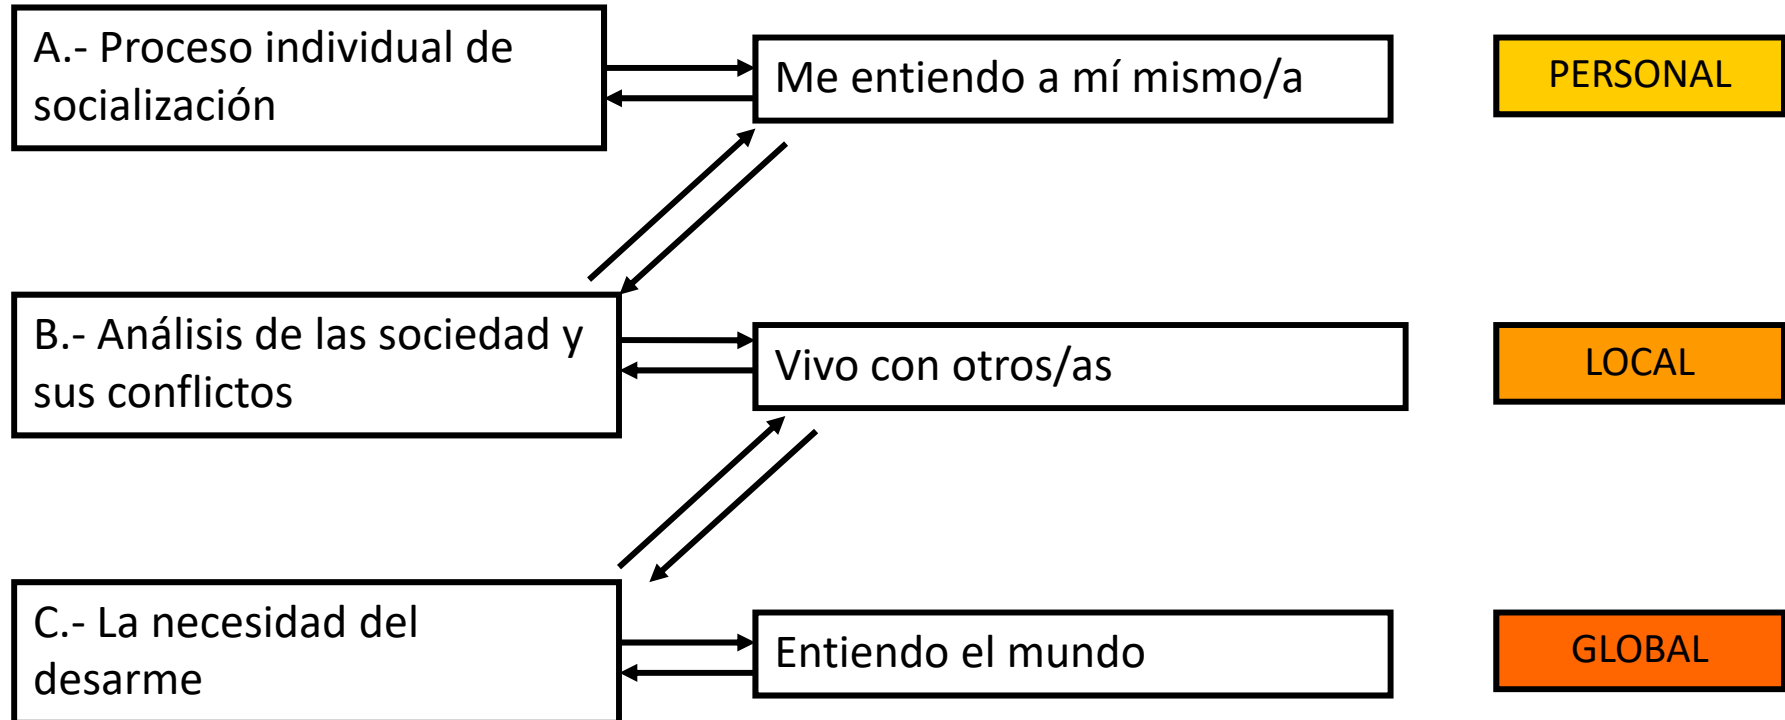 A.- Proceso individual de
socialización
Me entiendo a mí mismo/a
PERSONAL
B.- Análisis de las sociedad y
sus conflictos
Vivo con otros/as
LOCAL
C.- La necesidad del
desarme
Entiendo el mundo
GLOBAL